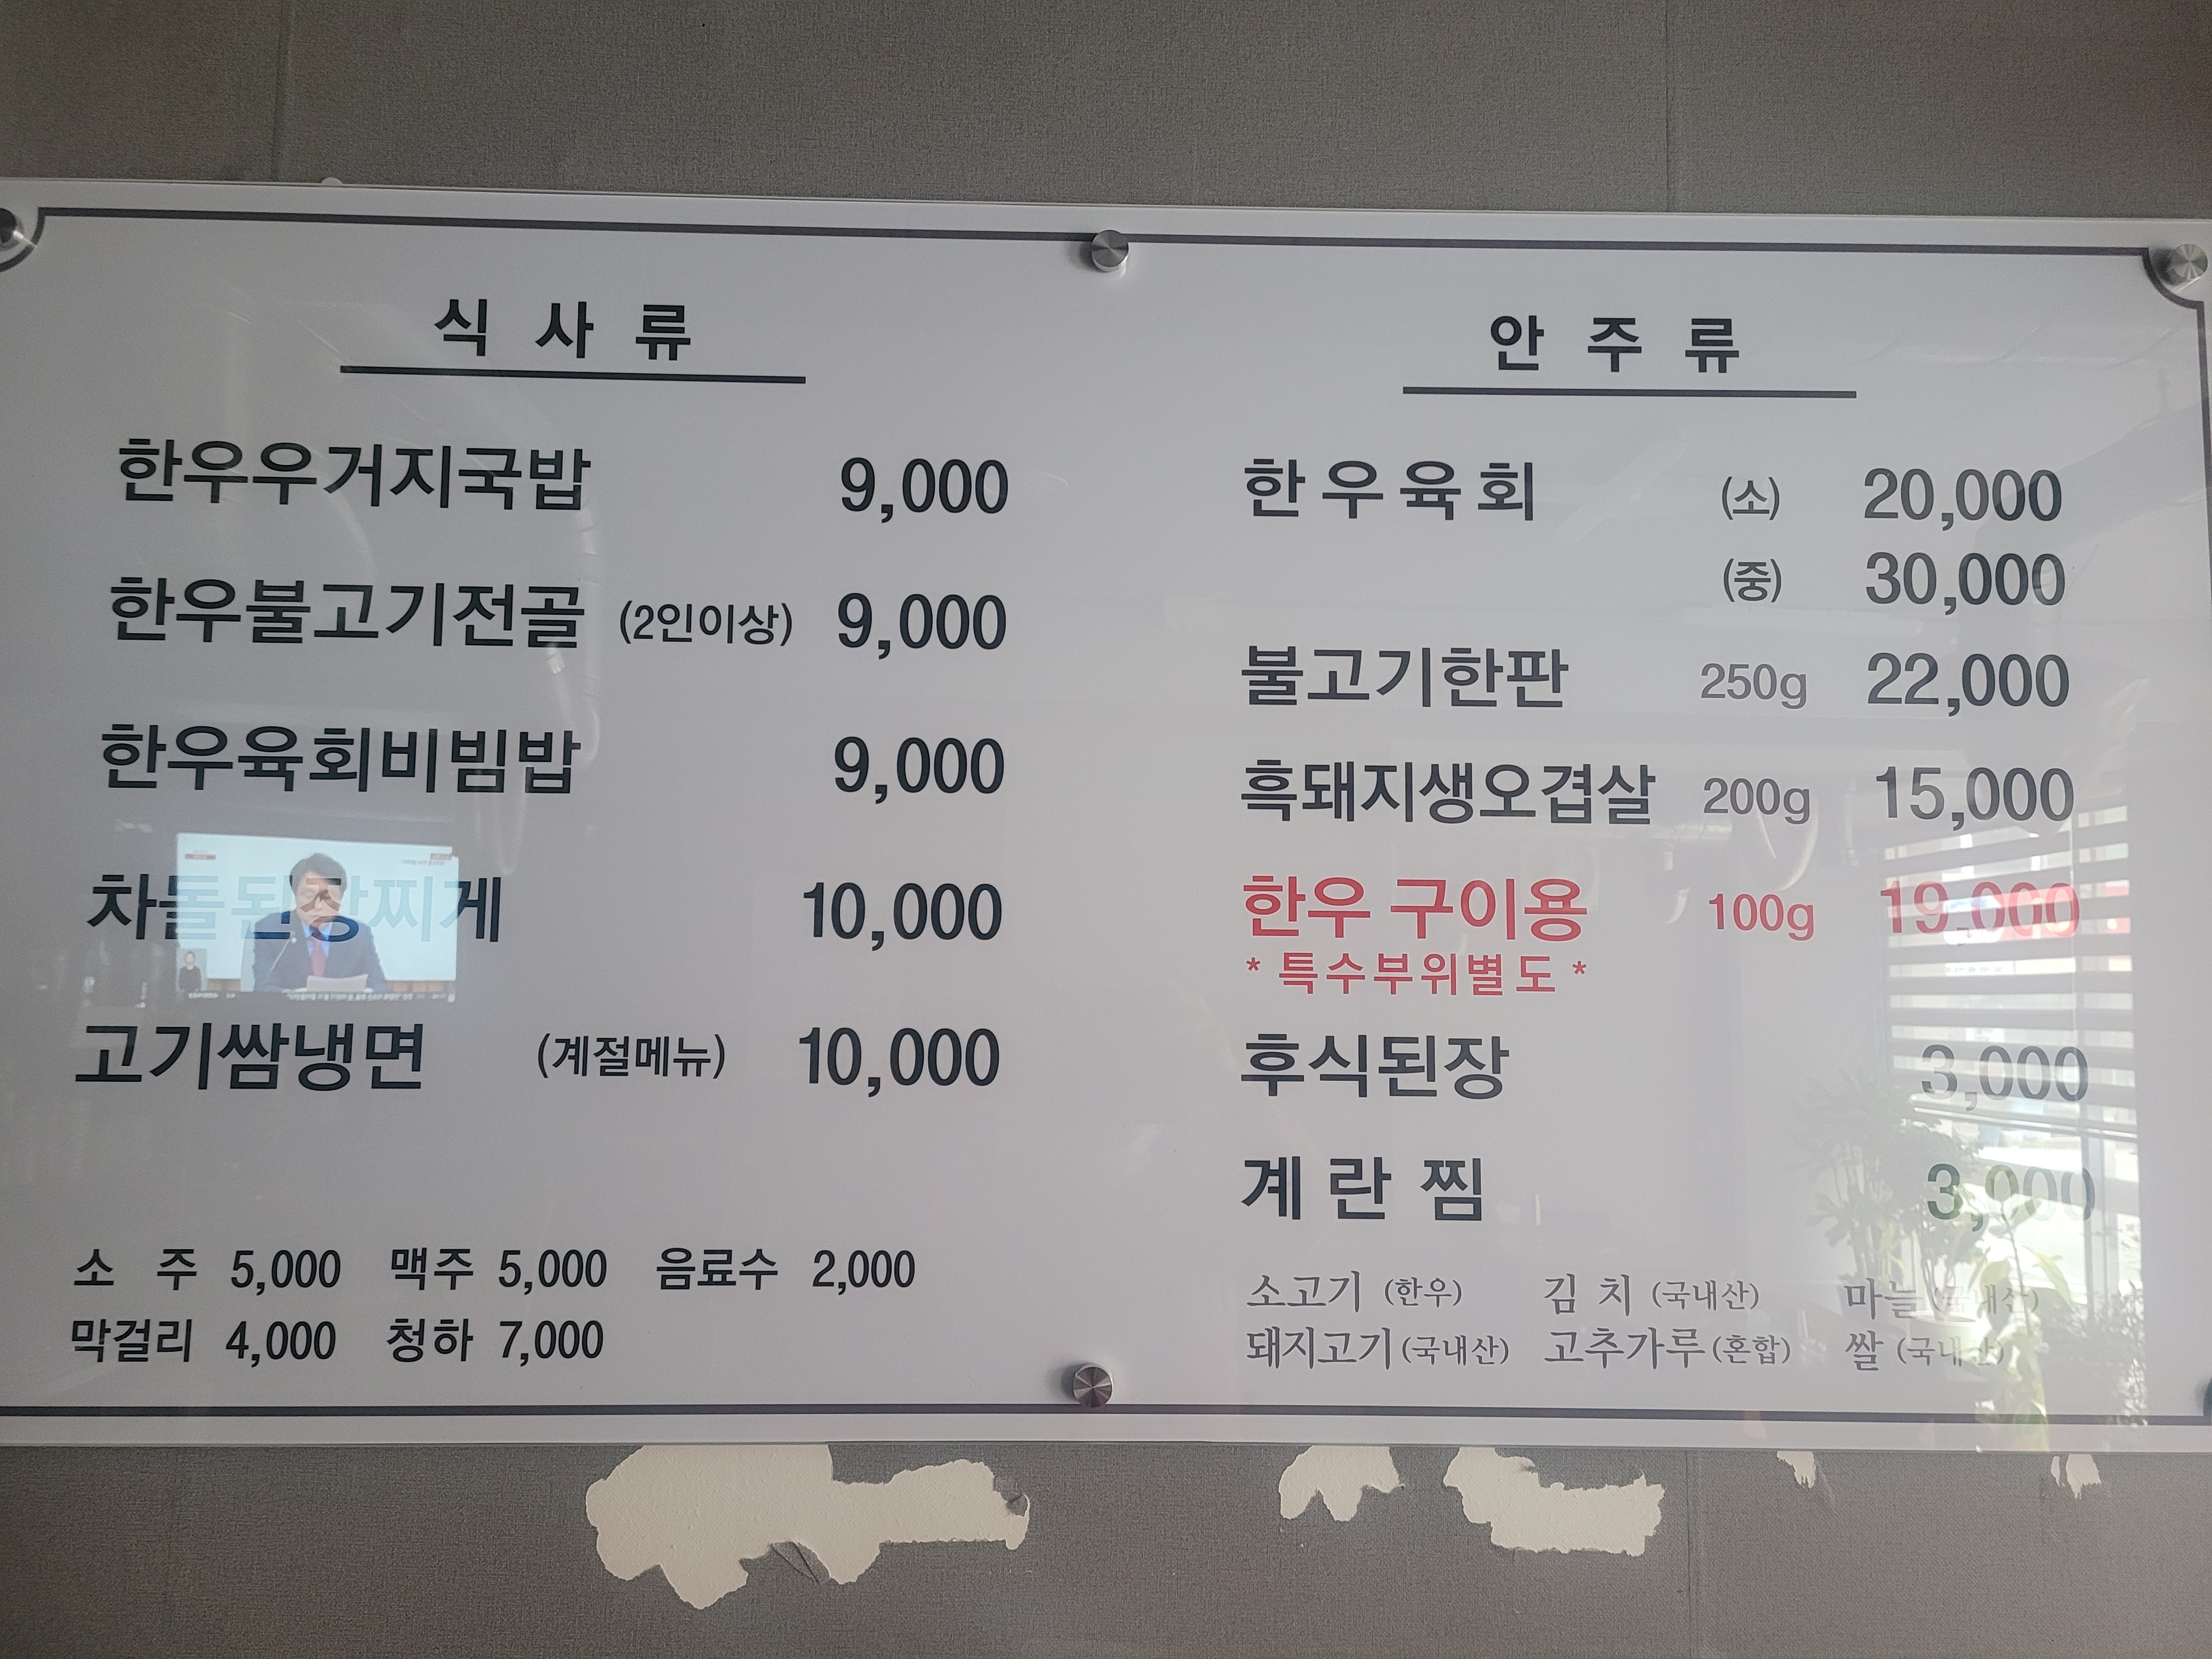 식 사 류
한우우거지국밥 9,000
한우불고기전골 (2인이상) 9,000
한우육회비빔밥 9,000
차돌된장찌게 10,000
고기쌈냉면 (계절메뉴) 10,000
소 주 5,000 맥주 5,000 음료수 2,000
막걸리 4,000 청하 7,000
안 주 류
한우육회 (소) 20,000
(중) 30,000
불고기한판 250g 22,000
흑돼지생오겹살 200g 15,000
한우 구이용 100g 19,000
* 특수부위별도 *
후식된장 3,000
계 란 찜 3,000
소고기 (한우) 김 치 (국내산) 마늘 (국내산)
돼지고기 (국내산) 고추가루 (혼합) 쌀 (국내산)